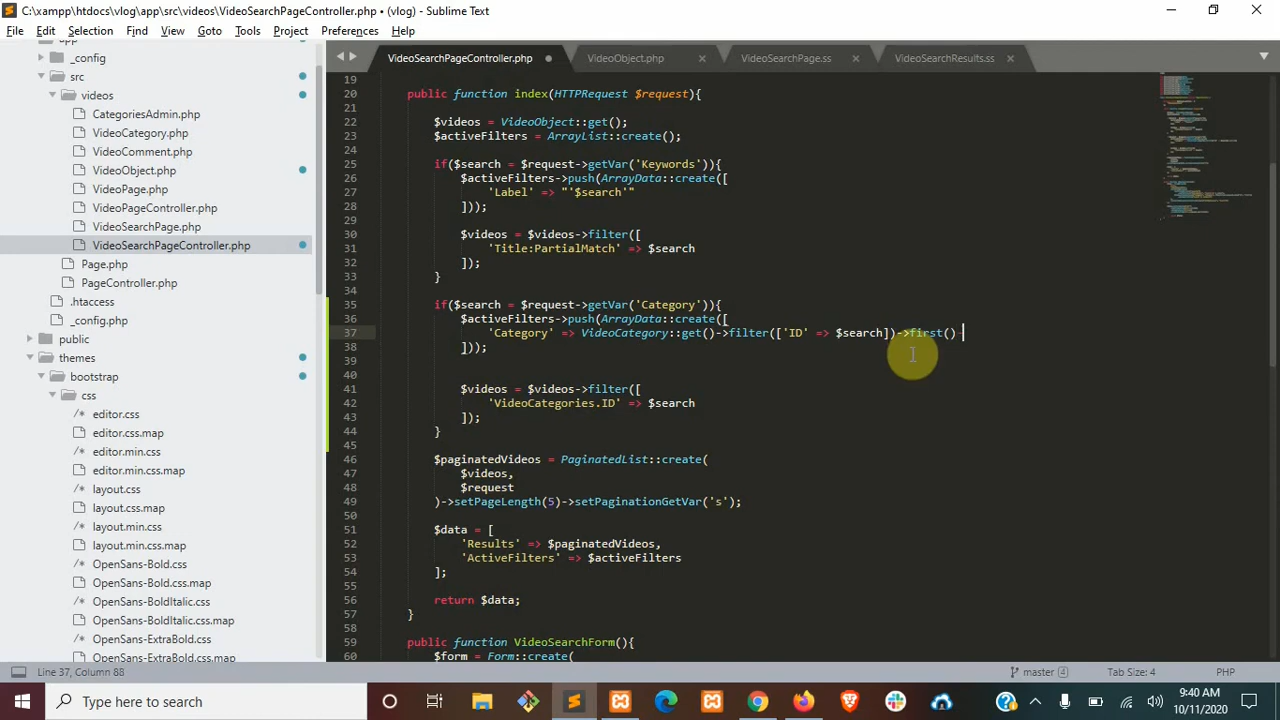 C:\xampp\htdocs\vlog\app\src\videos\VideoSearchPageController.php • (vlog) - Sublime Text
File Edit Selection Find View Goto Tools Project Preferences Help
app
_config
src
videos
CategoriesAdmin.php
VideoCategory.php
VideoComment.php
VideoObject.php
VideoPage.php
VideoPageController.php
VideoSearchPage.php
VideoSearchPageController.php
Page.php
PageController.php
.htaccess
_config.php
public
themes
bootstrap
css
editor.css
editor.css.map
editor.min.css
editor.min.css.map
layout.css
layout.css.map
layout.min.css
layout.min.css.map
OpenSans-Bold.css
OpenSans-Bold.css.map
OpenSans-BoldItalic.css
OpenSans-BoldItalic.css.map
OpenSans-ExtraBold.css
OpenSans-ExtraBold.css.map
VideoSearchPageController.php VideoObject.php VideoSearchPage.ss VideoSearchResults.ss
19
20 public function index(HTTPRequest $request){
21
22 $videos = VideoObject::get();
23 $activeFilters = ArrayList::create();
24
25 if($search = $request->getVar('Keywords')){
26 $activeFilters->push(ArrayData::create([
27 'Label' => "'$search'"
28 ]));
29
30 $videos = $videos->filter([
31 'Title:PartialMatch' => $search
32 ]);
33 }
34
35 if($search = $request->getVar('Category')){
36 $activeFilters->push(ArrayData::create([
37 'Category' => VideoCategory::get()->filter(['ID' => $search])->first()-
38 ]));
39
40
41 $videos = $videos->filter([
42 'VideoCategories.ID' => $search
43 ]);
44 }
45
46 $paginatedVideos = PaginatedList::create(
47 $videos,
48 $request
49 )->setPageLength(5)->setPaginationGetVar('s');
50
51 $data = [
52 'Results' => $paginatedVideos,
53 'ActiveFilters' => $activeFilters
54 ];
55
56 return $data;
57 }
58
59 public function VideoSearchForm(){
60 $form = Form::create(
Line 37, Column 88 master 4 Tab Size: 4 PHP
Type here to search
9:40 AM
10/11/2020